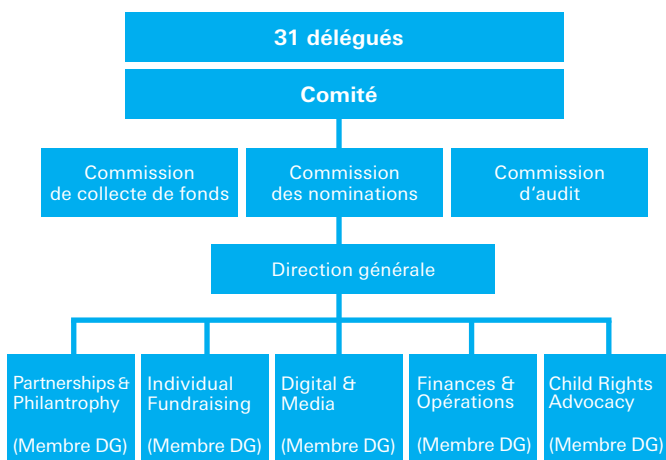 31 délégués
Comité
Commission
de collecte de fonds
Commission
des nominations
Commission
d‘audit
Direction générale
Partnerships &
Philantrophy
(Membre DG)
Individual
Fundraising
(Membre DG)
Digital &
Media
(Membre DG)
Finances &
Opérations
(Membre DG)
Child Rights
Advocacy
(Membre DG)